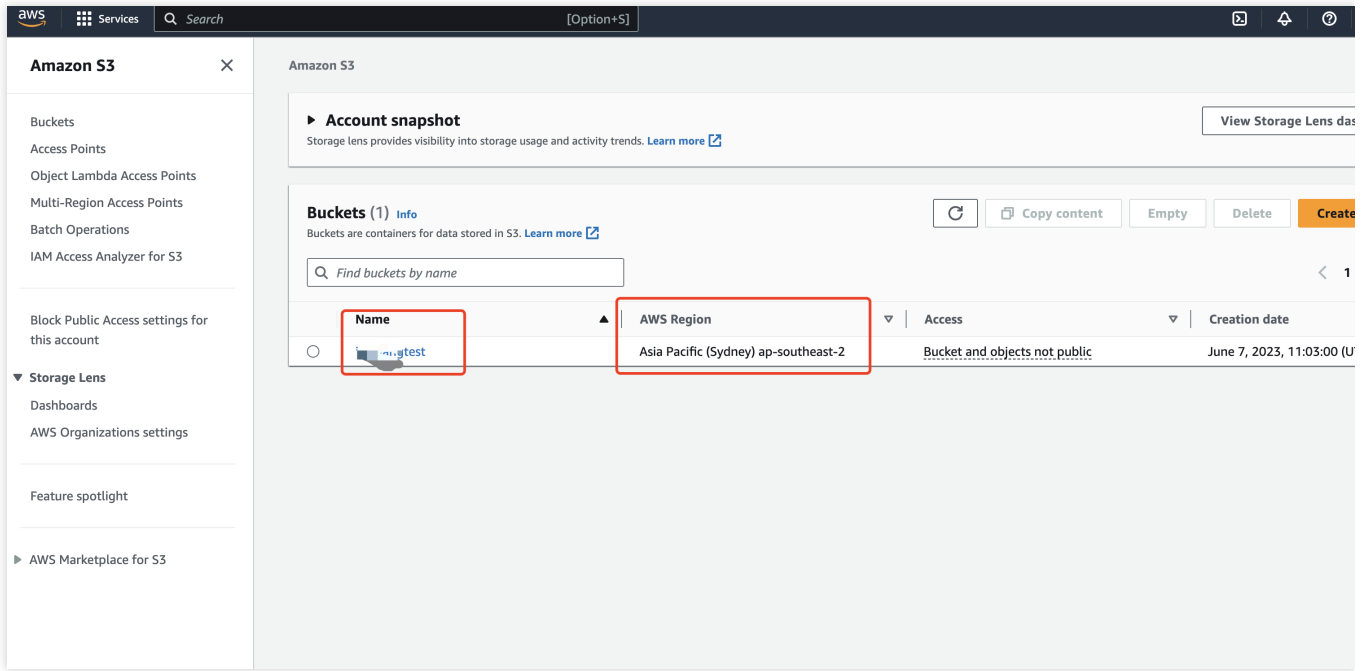 aws
Services
Search
[Option+S]
Amazon S3
Buckets
Access Points
Object Lambda Access Points
Multi-Region Access Points
Batch Operations
IAM Access Analyzer for S3
Block Public Access settings for
this account
Storage Lens
Dashboards
AWS Organizations settings
Feature spotlight
AWS Marketplace for S3
Amazon S3
Account snapshot
View Storage Lens das
Storage lens provides visibility into storage usage and activity trends. Learn more
Buckets (1) Info
Copy content
Empty
Delete
Create
Buckets are containers for data stored in S3. Learn more
Find buckets by name
1
Name
AWS Region
Access
Creation date
Asia Pacific (Sydney) ap-southeast-2
Bucket and objects not public
June 7, 2023, 11:03:00 (U